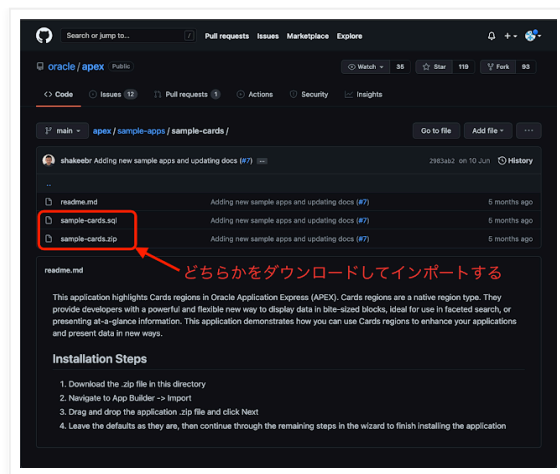 Search or jump to... /
Pull requests Issues Marketplace Explore
oracle / apex Public
Watch 35 Star 119 Fork 93
Code Issues 12 Pull requests 1 Actions Security Insights
main apex / sample-apps / sample-cards / Go to file Add file ...
shakeebr Adding new sample apps and updating docs (#7) ... 2983ab2 on 10 Jun History
..
readme.md Adding new sample apps and updating docs (#7) 5 months ago
sample-cards.sql Adding new sample apps and updating docs (#7) 5 months ago
sample-cards.zip Adding new sample apps and updating docs (#7) 5 months ago
どちらかをダウンロードしてインポートする
readme.md
This application highlights Cards regions in Oracle Application Express (APEX). Cards regions are a native region type. They
provide developers with a powerful and flexible new way to display data in bite-sized blocks, ideal for use in faceted search, or
presenting at-a-glance information. This application demonstrates how you can use Cards regions to enhance your applications
and present data in new ways.
Installation Steps
1. Download the .zip file in this directory
2. Navigate to App Builder -> Import
3. Drag and drop the application .zip file and click Next
4. Leave the defaults as they are, then continue through the remaining steps in the wizard to finish installing the application